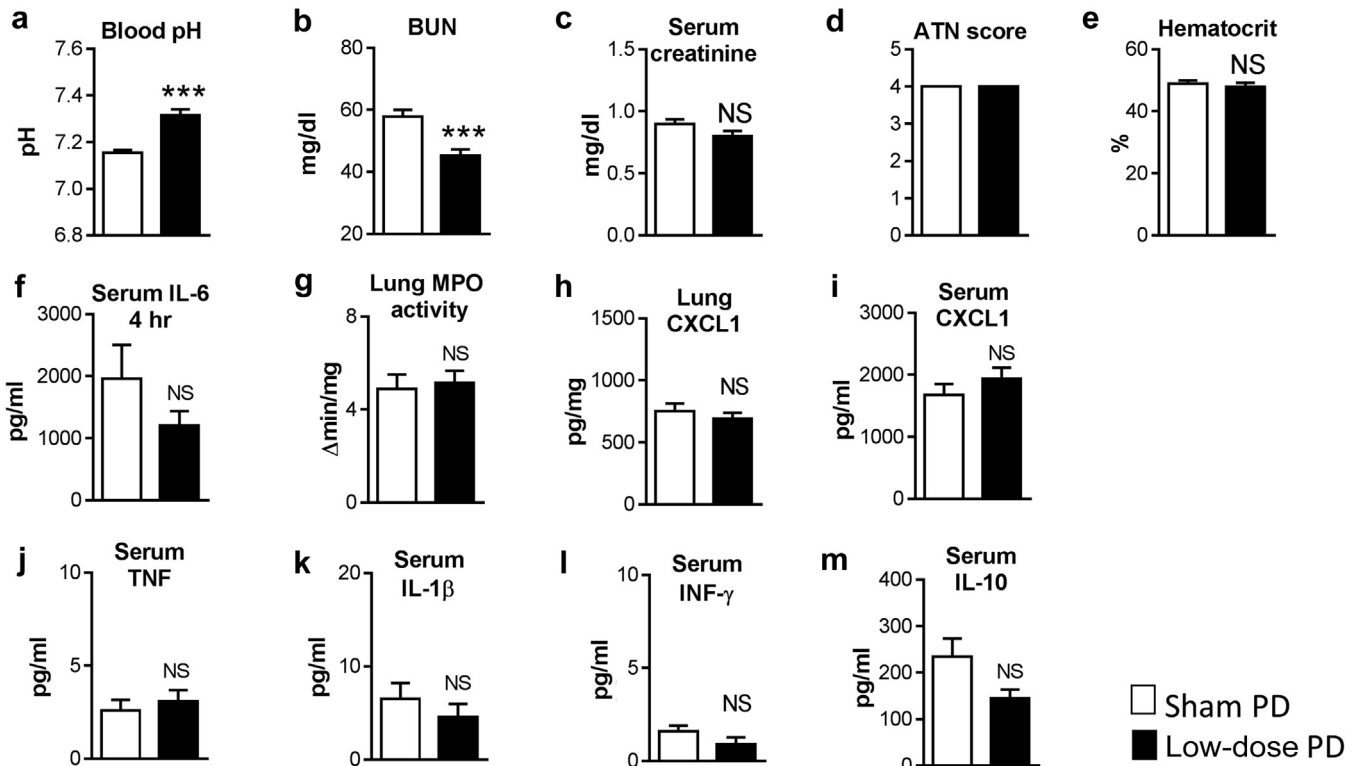 a
Blood pH
pH
7.6
7.4
7.2
7.0
6.8
***
b
BUN
mg/dl
80
60
40
20
***
c
Serum
creatinine
mg/dl
1.5
1.0
0.5
0.0
NS
d
ATN score
5
4
3
2
1
0
e
Hematocrit
%
60
40
20
0
NS
f
Serum IL-6
4 hr
pg/ml
3000
2000
1000
0
NS
g
Lung MPO
activity
Δmin/mg
8
4
0
NS
h
Lung
CXCL1
pg/mg
1500
1000
500
0
NS
i
Serum
CXCL1
pg/ml
3000
2000
1000
0
NS
j
Serum
TNF
pg/ml
10
5
0
NS
k
Serum
IL-1β
pg/ml
20
10
0
NS
l
Serum
INF-γ
pg/ml
10
5
0
NS
m
Serum
IL-10
pg/ml
400
300
200
100
0
NS
Sham PD
Low-dose PD